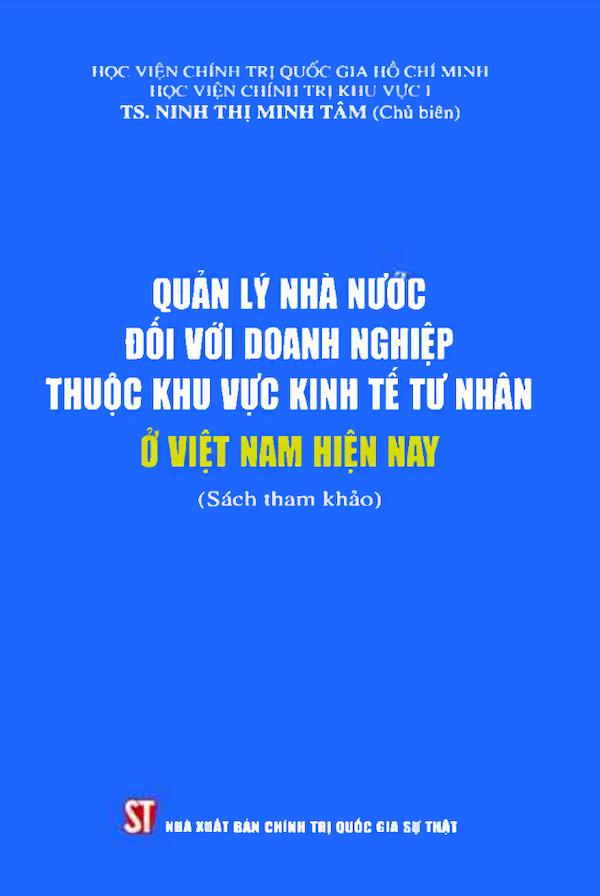 HỌC VIỆN CHÍNH TRỊ QUỐC GIA HỒ CHÍ MINH
HỌC VIỆN CHÍNH TRỊ KHU VỰC I
TS. NINH THỊ MINH TÂM (Chủ biên)
QUẢN LÝ NHÀ NƯỚC
ĐỐI VỚI DOANH NGHIỆP
THUỘC KHU VỰC KINH TẾ TƯ NHÂN
Ở VIỆT NAM HIỆN NAY
(Sách tham khảo)
ST NHÀ XUẤT BẢN CHÍNH TRỊ QUỐC GIA SỰ THẬT